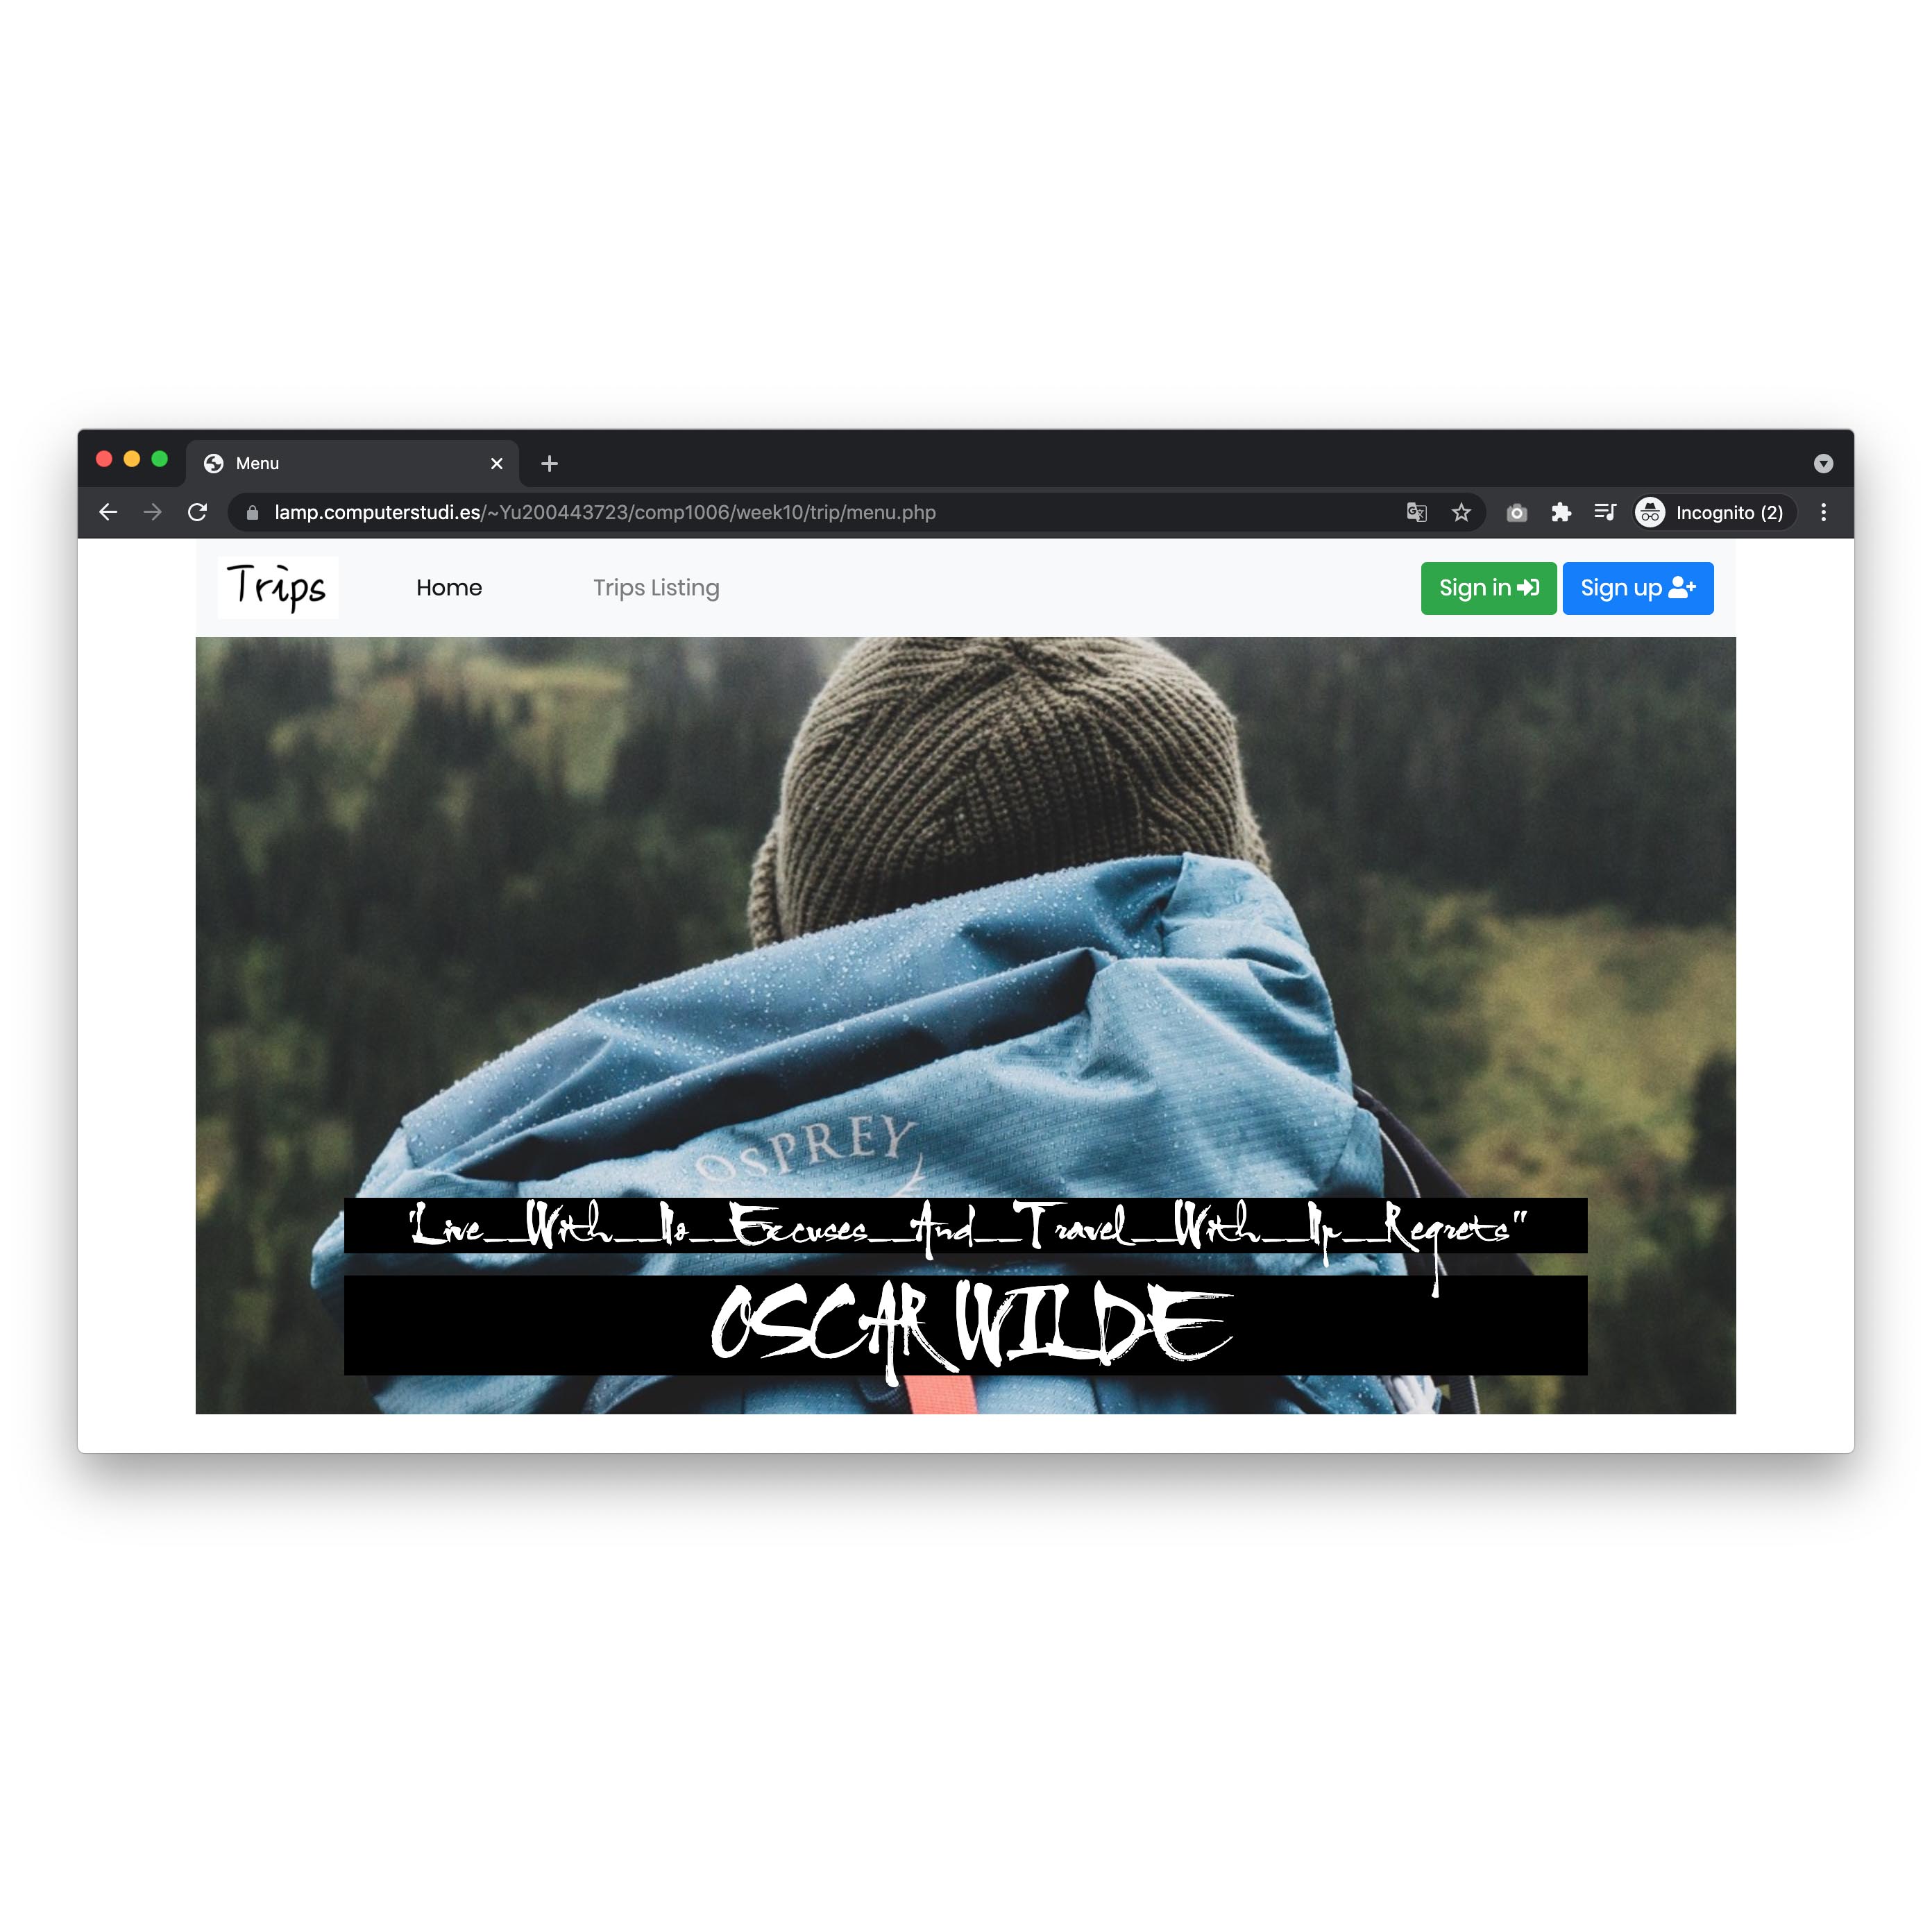 Menu
lamp.computerstudi.es/~Yu200443723/comp1006/week10/trip/menu.php
Incognito (2)
Trips Home Trips Listing Sign in Sign up
OSPREY
"Live__With__No__Excuses__And__Travel__With__Np__Regrets"
OSCAR WILDE